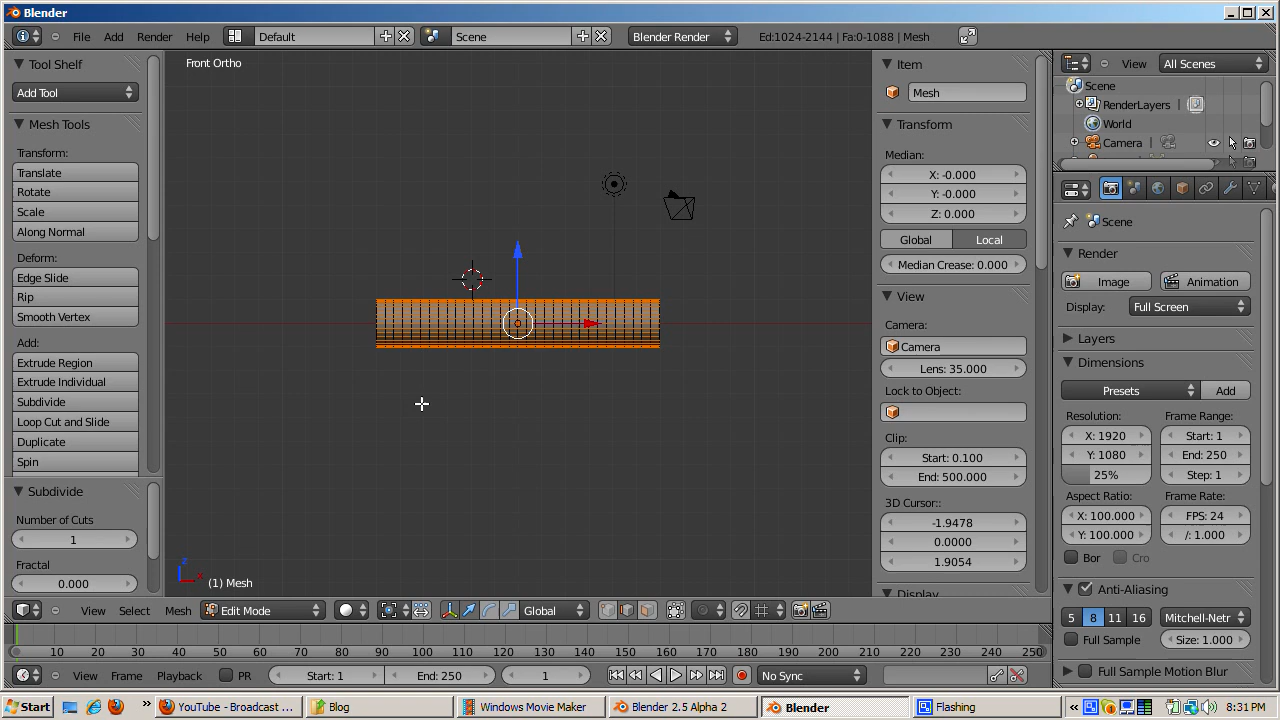 Blender
File Add Render Help Default Scene Blender Render Ed:1024-2144 | Fa:0-1088 | Mesh
Tool Shelf
Add Tool
Mesh Tools
Transform:
Translate
Rotate
Scale
Along Normal
Deform:
Edge Slide
Rip
Smooth Vertex
Add:
Extrude Region
Extrude Individual
Subdivide
Loop Cut and Slide
Duplicate
Spin
Subdivide
Number of Cuts
1
Fractal
0.000
Front Ortho
z
x
(1) Mesh
Item
Mesh
Transform
Median:
X: -0.000
Y: -0.000
Z: 0.000
Global Local
Median Crease: 0.000
View
Camera:
Camera
Lens: 35.000
Lock to Object:
Clip:
Start: 0.100
End: 500.000
3D Cursor::
-1.9478
0.0000
1.9054
Display
View All Scenes
Scene
RenderLayers |
World
Camera |
Scene
Render
Image Animation
Display: Full Screen
Layers
Dimensions
Presets Add
Resolution: Frame Range:
X: 1920 Start: 1
Y: 1080 End: 250
25% Step: 1
Aspect Ratio: Frame Rate:
X: 100.000 FPS: 24
Y: 100.000 /: 1.000
Bor Cro
Anti-Aliasing
5 8 11 16 Mitchell-Netr
Full Sample Size: 1.000
Full Sample Motion Blur
View Select Mesh Edit Mode Global
10 20 30 40 50 60 70 80 90 100 110 120 130 140 150 160 170 180 190 200 210 220 230 240 250
View Frame Playback PR Start: 1 End: 250 1 No Sync
Start » YouTube - Broadcast ... Blog Windows Movie Maker Blender 2.5 Alpha 2 Blender Flashing « 8:31 PM